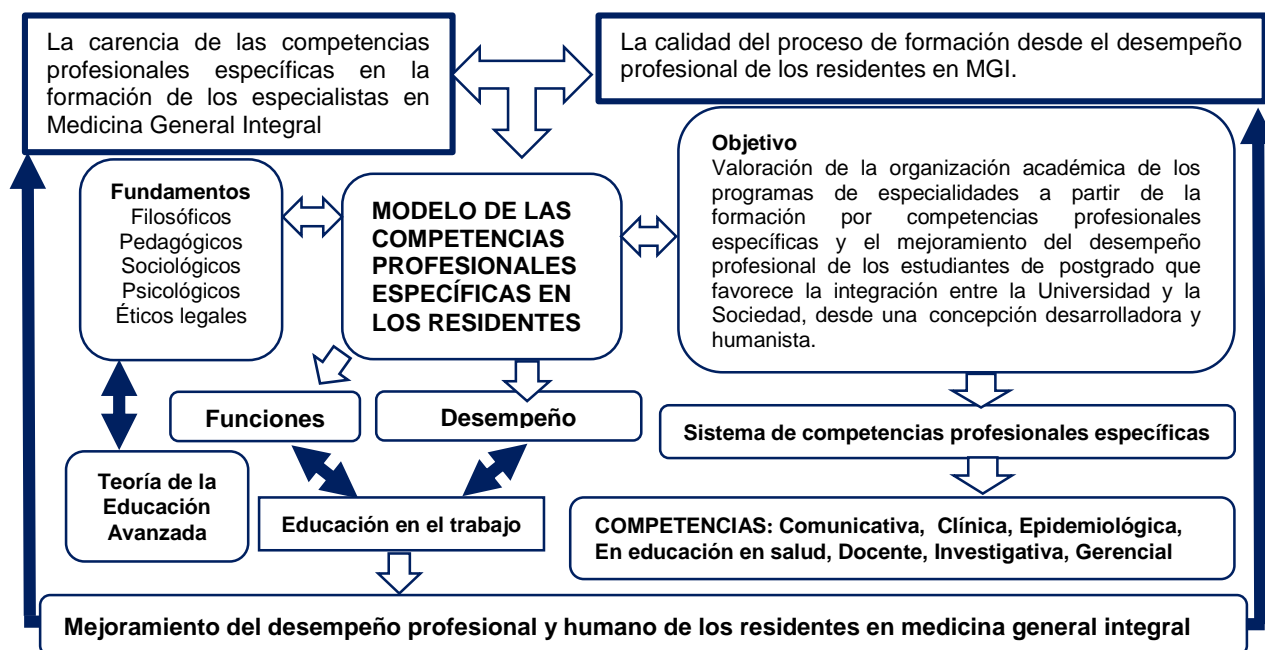 La carencia de las competencias
profesionales específicas en la
formación de los especialistas en
Medicina General Integral
La calidad del proceso de formación desde el desempeño
profesional de los residentes en MGI.
Fundamentos
Filosóficos
Pedagógicos
Sociológicos
Psicológicos
Éticos legales
MODELO DE LAS
COMPETENCIAS
PROFESIONALES
ESPECÍFICAS EN
LOS RESIDENTES
Objetivo
Valoración de la organización académica de los
programas de especialidades a partir de la
formación por competencias profesionales
específicas y el mejoramiento del desempeño
profesional de los estudiantes de postgrado que
favorece la integración entre la Universidad y la
Sociedad, desde una concepción desarrolladora y
humanista.
Funciones
Desempeño
Sistema de competencias profesionales específicas
Teoría de la
Educación
Avanzada
Educación en el trabajo
COMPETENCIAS: Comunicativa, Clínica, Epidemiológica,
En educación en salud, Docente, Investigativa, Gerencial
Mejoramiento del desempeño profesional y humano de los residentes en medicina general integral